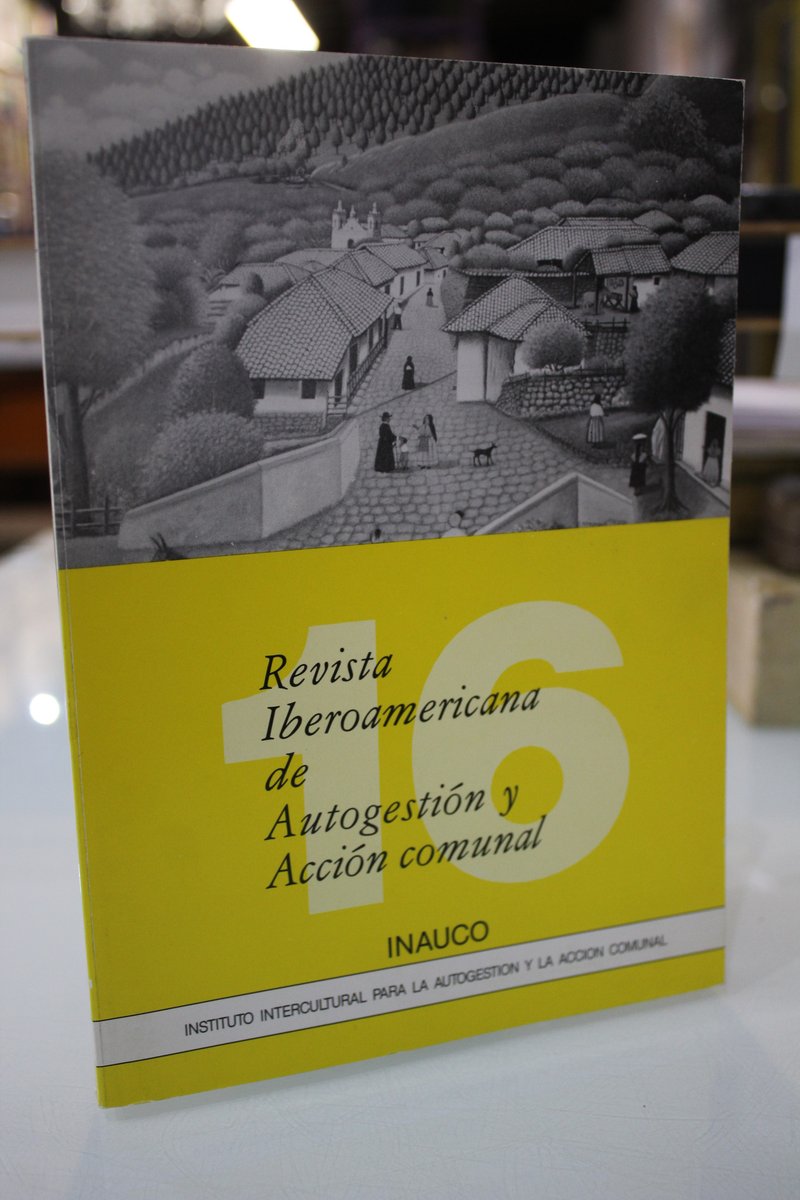 16
Revista
Iberoamericana
de
Autogestión y
Acción comunal
INAUCO
INSTITUTO INTERCULTURAL PARA LA AUTOGESTION Y LA ACCION COMUNAL